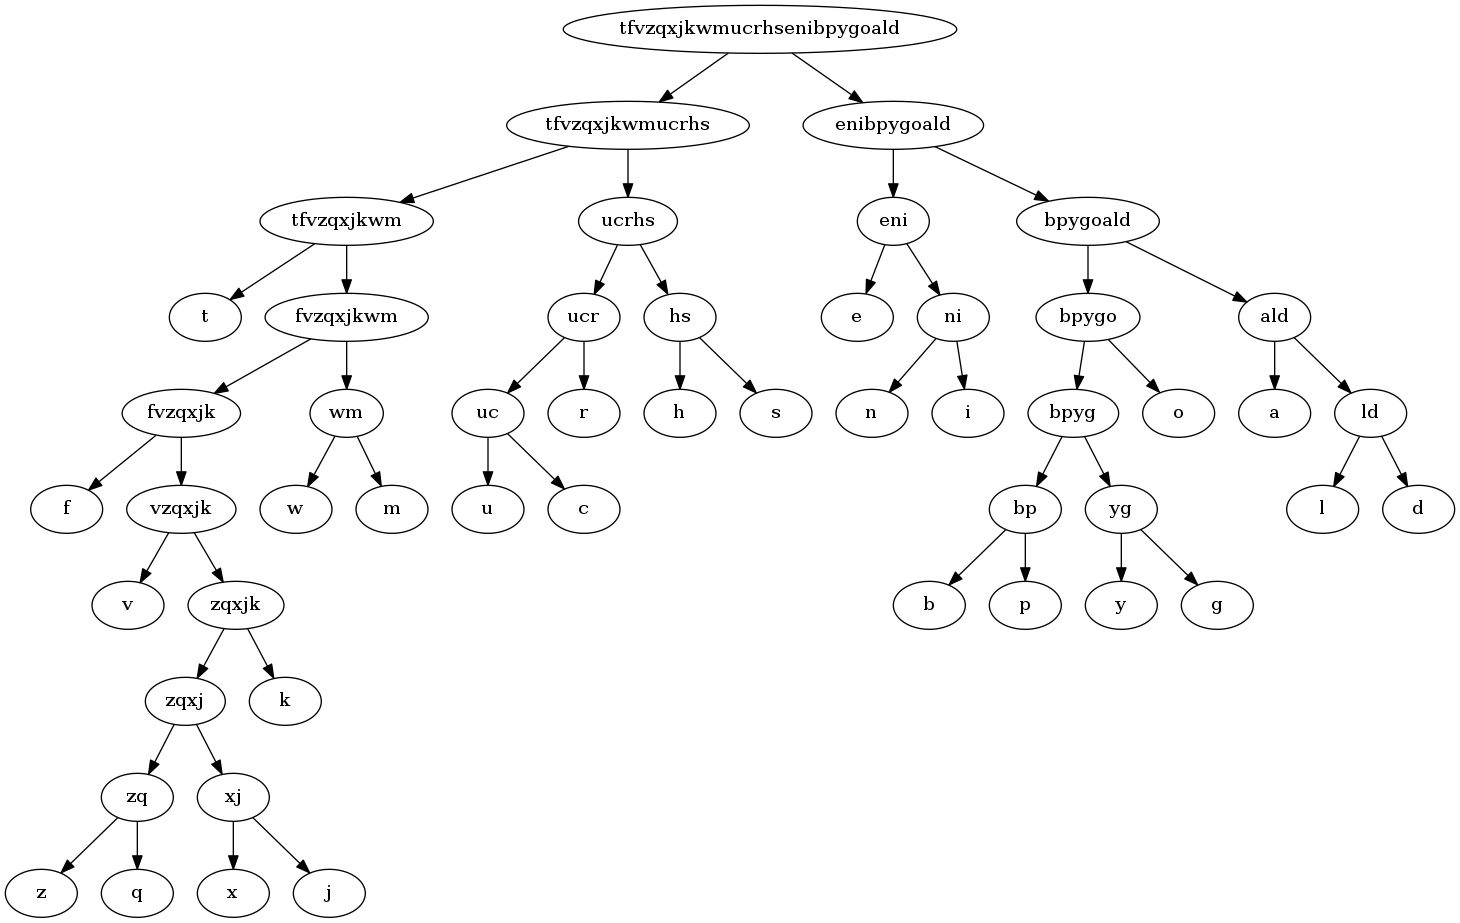 tfvzqxjkwmucrhsenibpygoald
tfvzqxjkwmucrhs
enibpygoald
tfvzqxjkwm
ucrhs
eni
bpygoald
t
fvzqxjkwm
ucr
hs
e
ni
bpygo
ald
fvzqxjk
wm
uc
r
h
s
n
i
bpyg
o
a
ld
f
vzqxjk
w
m
u
c
bp
yg
l
d
v
zqxjk
b
p
y
g
zqxj
k
zq
xj
z
q
x
j